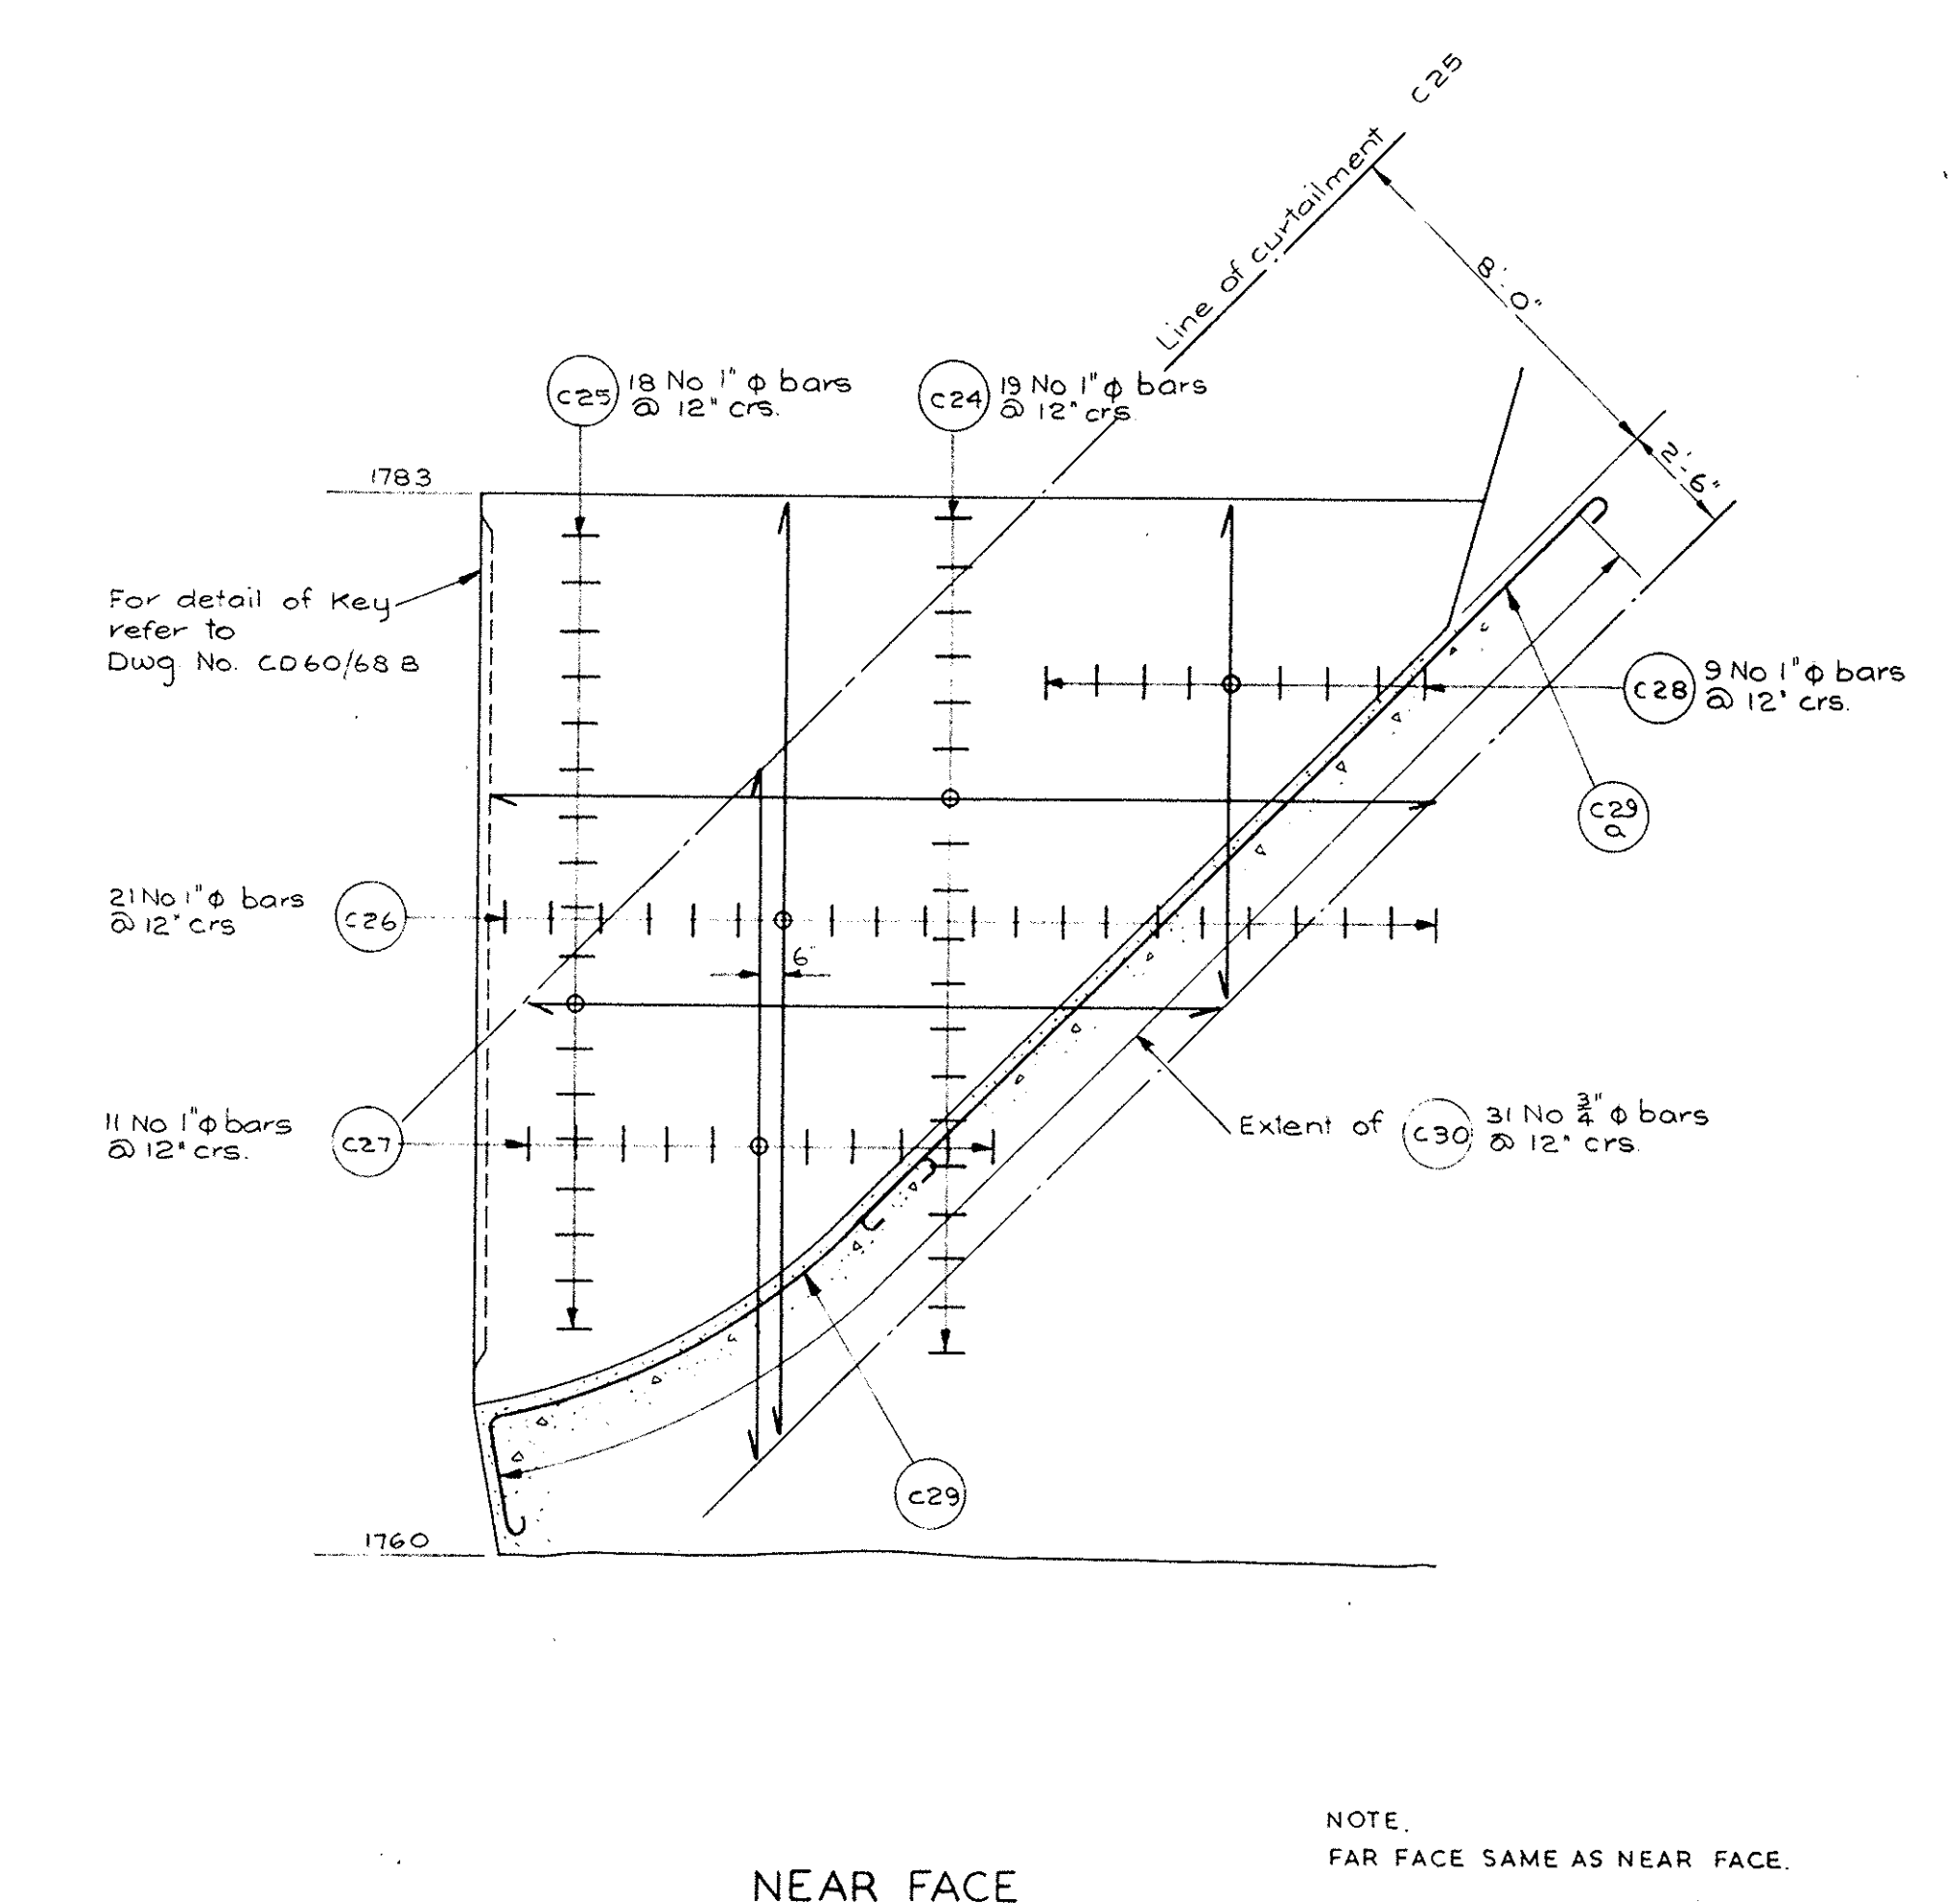 C25
Line of curtailment
8'-0"
2'-6"
C25
18 No 1" φ bars
@ 12" crs.
C24
19 No 1" φ bars
@ 12" crs.
1783
For detail of Key
refer to
Dwg. No. CD60/68 B
C28
9 No 1" φ bars
@ 12" crs.
C29
a
21 No 1" φ bars
@ 12" crs
C26
6"
11 No 1" φ bars
@ 12" crs.
C27
Extent of
C30
31 No 3/4" φ bars
@ 12" crs.
C29
1760
NOTE.
FAR FACE SAME AS NEAR FACE.
NEAR FACE